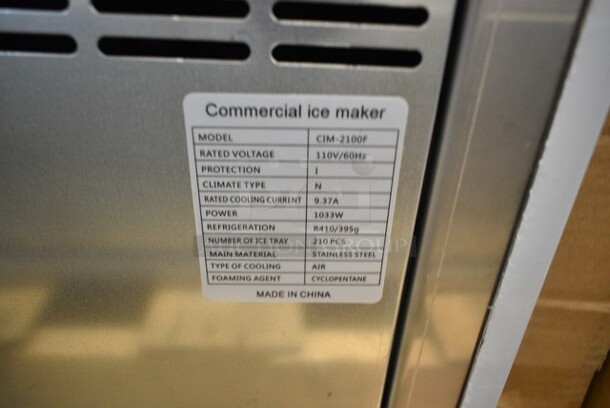 Commercial ice maker
MODEL CIM-2100F
RATED VOLTAGE 110V/60Hz
PROTECTION I
CLIMATE TYPE N
RATED COOLING CURRENT 9.37A
POWER 1033W
REFRIGERATION R410/395g
NUMBER OF ICE TRAY 210 PCS
MAIN MATERIAL STAINLESS STEEL
TYPE OF COOLING AIR
FOAMING AGENT CYCLOPENTANE
MADE IN CHINA